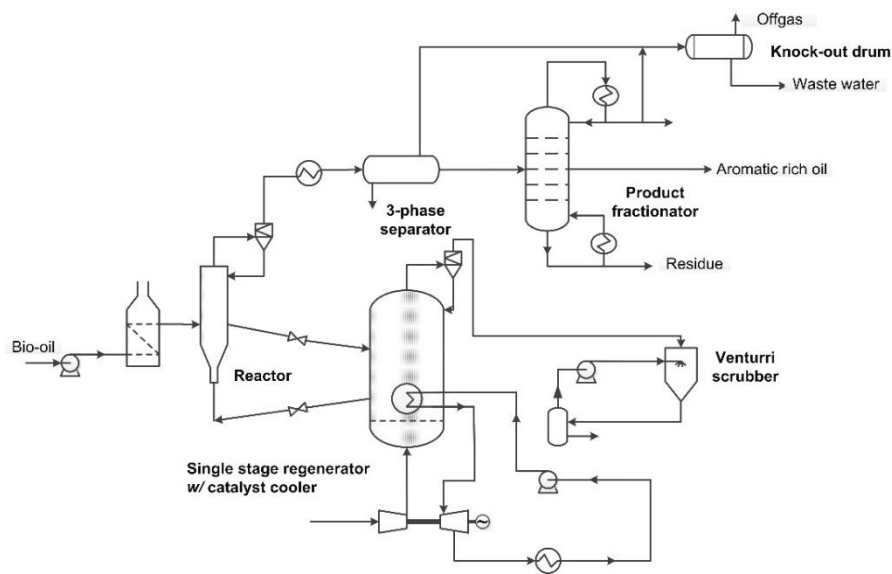 Offgas
Knock-out drum
Waste water
Aromatic rich oil
Product
fractionator
3-phase
separator
Residue
Bio-oil
Reactor
Venturri
scrubber
Single stage regenerator
w/ catalyst cooler